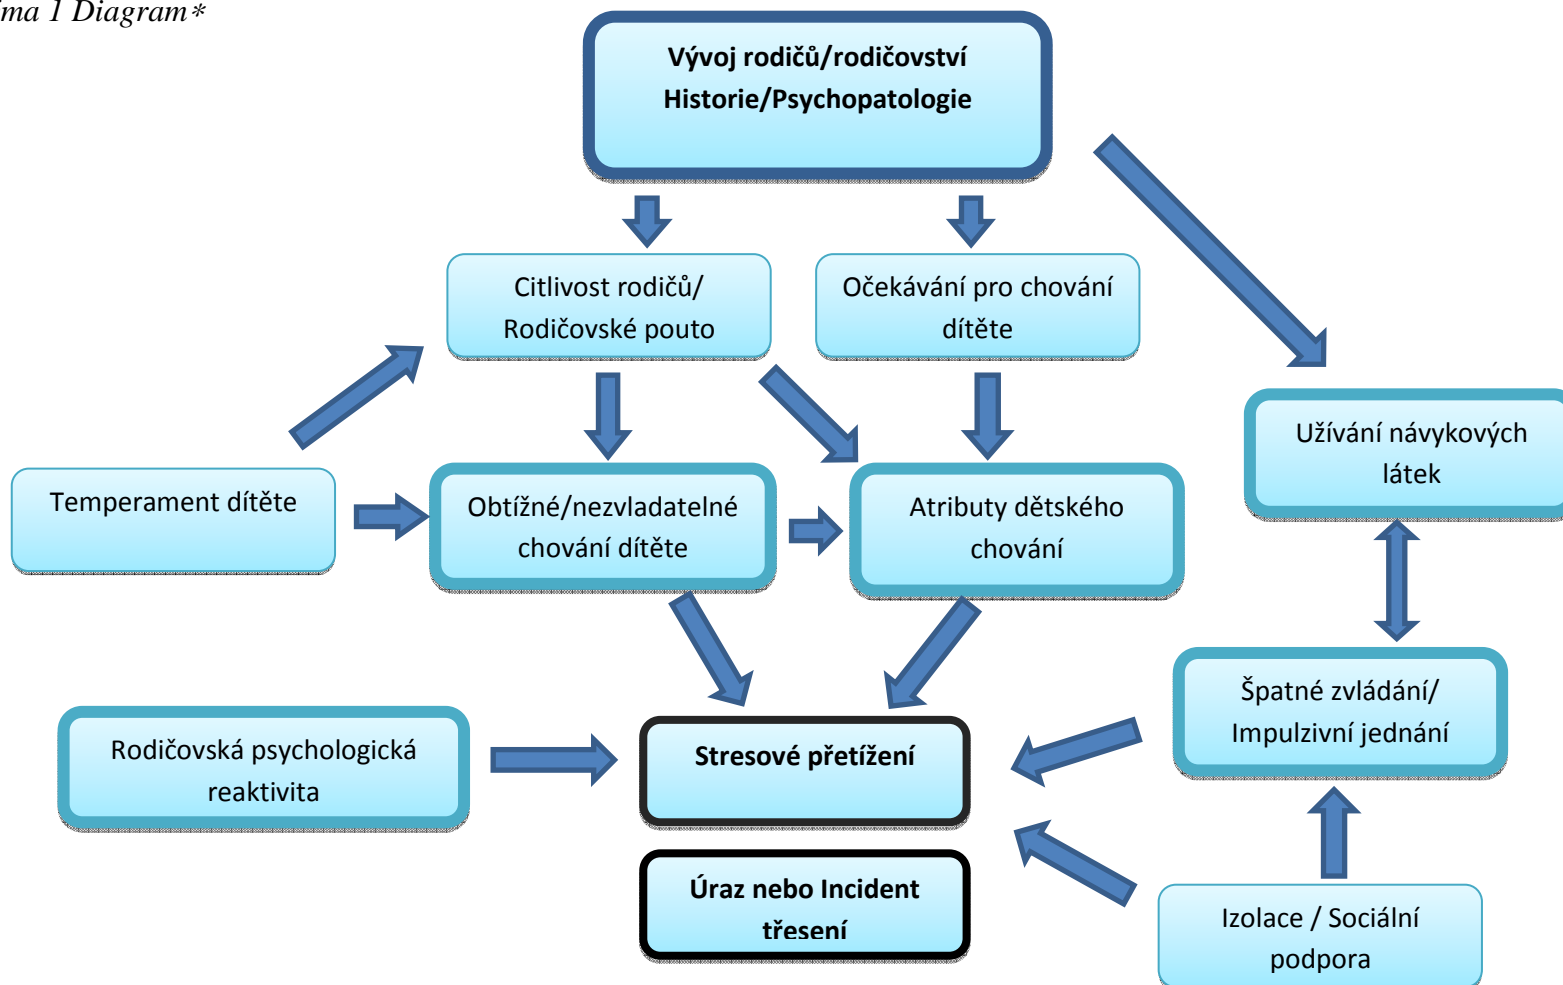 ma 1 Diagram*
Vývoj rodičů/rodičovství
Historie/Psychopatologie
Citlivost rodičů/
Rodičovské pouto
Očekávání pro chování
dítěte
Užívání návykových
látek
Temperament dítěte
Obtížné/nezvladatelné
chování dítěte
Atributy dětského
chování
Špatné zvládání/
Impulzivní jednání
Rodičovská psychologická
reaktivita
Stresové přetížení
Úraz nebo Incident
třesení
Izolace / Sociální
podpora